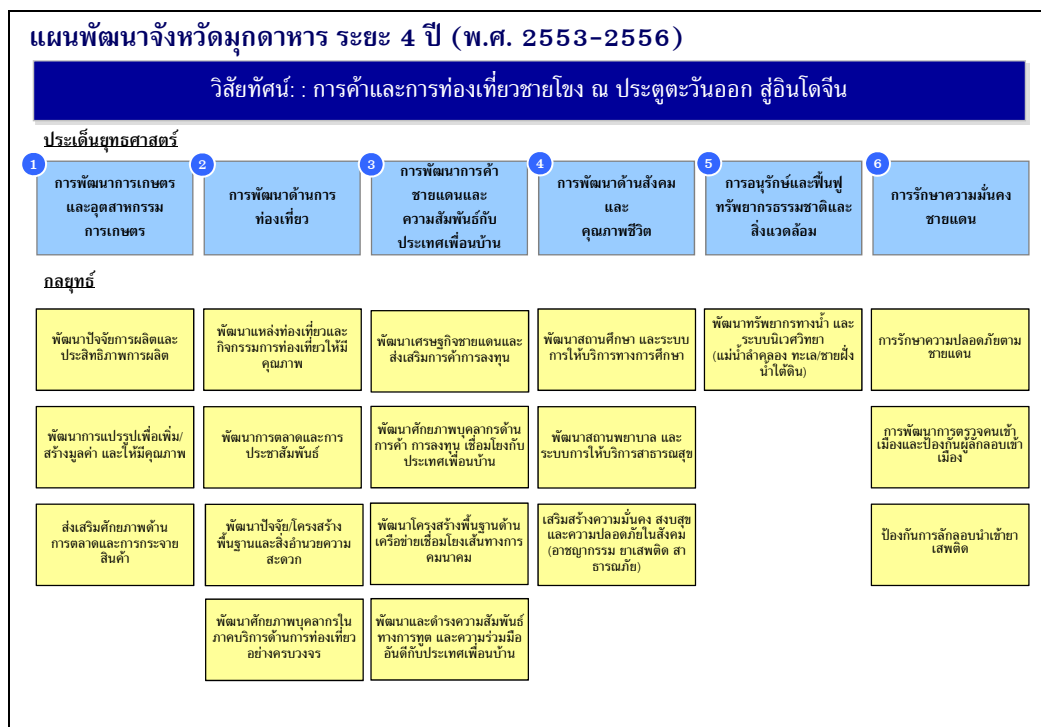 แผนพัฒนาจังหวัดมุกดาหาร ระยะ 4 ปี (พ.ศ. 2553-2556)
วิสัยทัศน์: : การค้าและการท่องเที่ยวชายโขง ณ ประตูตะวันออก สู่อินโดจีน
ประเด็นยุทธศาสตร์
1
การพัฒนาการเกษตร
และอุตสาหกรรม
การเกษตร
2
การพัฒนาด้านการ
ท่องเที่ยว
3
การพัฒนาการค้า
ชายแดนและ
ความสัมพันธ์กับ
ประเทศเพื่อนบ้าน
4
การพัฒนาด้านสังคม
และ
คุณภาพชีวิต
5
การอนุรักษ์และฟื้นฟู
ทรัพยากรธรรมชาติและ
สิ่งแวดล้อม
6
การรักษาความมั่นคง
ชายแดน
กลยุทธ์
พัฒนาปัจจัยการผลิตและ
ประสิทธิภาพการผลิต
พัฒนาแหล่งท่องเที่ยวและ
กิจกรรมการท่องเที่ยวให้มี
คุณภาพ
พัฒนาเศรษฐกิจชายแดนและ
ส่งเสริมการค้าการลงทุน
พัฒนาสถานศึกษา และระบบ
การให้บริการทางการศึกษา
พัฒนาทรัพยากรทางน้ำ และ
ระบบนิเวศวิทยา
(แม่น้ำลำคลอง ทะเล/ชายฝั่ง
น้ำใต้ดิน)
การรักษาความปลอดภัยตาม
ชายแดน
พัฒนาการแปรรูปเพื่อเพิ่ม/
สร้างมูลค่า และให้มีคุณภาพ
พัฒนาการตลาดและการ
ประชาสัมพันธ์
พัฒนาศักยภาพบุคลากรด้าน
การค้า การลงทุน เชื่อมโยงกับ
ประเทศเพื่อนบ้าน
พัฒนาสถานพยาบาล และ
ระบบการให้บริการสาธารณสุข
การพัฒนาการตรวจคนเข้า
เมืองและป้องกันผู้ลักลอบเข้า
เมือง
ส่งเสริมศักยภาพด้าน
การตลาดและการกระจาย
สินค้า
พัฒนาปัจจัย/โครงสร้าง
พื้นฐานและสิ่งอำนวยความ
สะดวก
พัฒนาโครงสร้างพื้นฐานด้าน
เครือข่ายเชื่อมโยงเส้นทางการ
คมนาคม
เสริมสร้างความมั่นคง สงบสุข
และความปลอดภัยในสังคม
(อาชญากรรม ยาเสพติด สา
ธารณภัย)
ป้องกันการลักลอบนำเข้ายา
เสพติด
พัฒนาศักยภาพบุคลากรใน
ภาคบริการด้านการท่องเที่ยว
อย่างครบวงจร
พัฒนาและดำรงความสัมพันธ์
ทางการทูต และความร่วมมือ
อันดีกับประเทศเพื่อนบ้าน